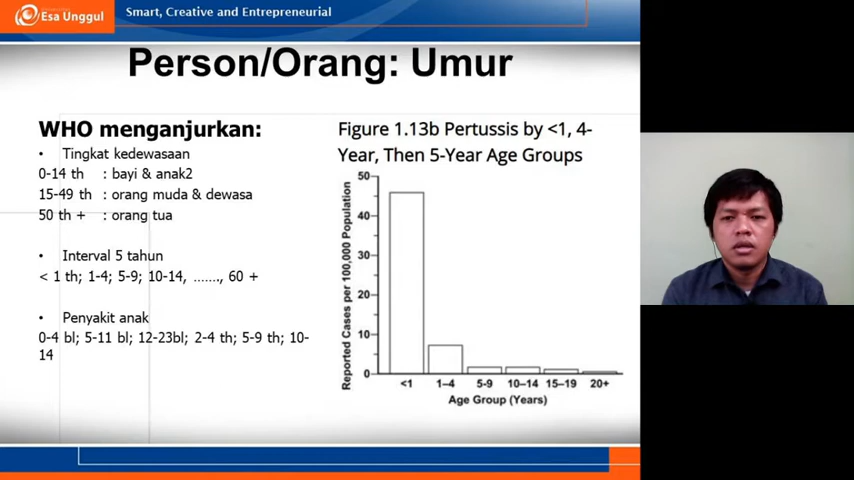 Esa Unggul
Smart, Creative and Entrepreneurial
Person/Orang: Umur
WHO menganjurkan:
• Tingkat kedewasaan
0-14 th : bayi & anak2
15-49 th : orang muda & dewasa
50 th + : orang tua
• Interval 5 tahun
< 1 th; 1-4; 5-9; 10-14, ......., 60 +
• Penyakit anak
0-4 bl; 5-11 bl; 12-23bl; 2-4 th; 5-9 th; 10-
14
Figure 1.13b Pertussis by <1, 4-
Year, Then 5-Year Age Groups
Reported Cases per 100,000 Population
50
40
30
20
10
0
<1 1–4 5-9 10–14 15–19 20+
Age Group (Years)